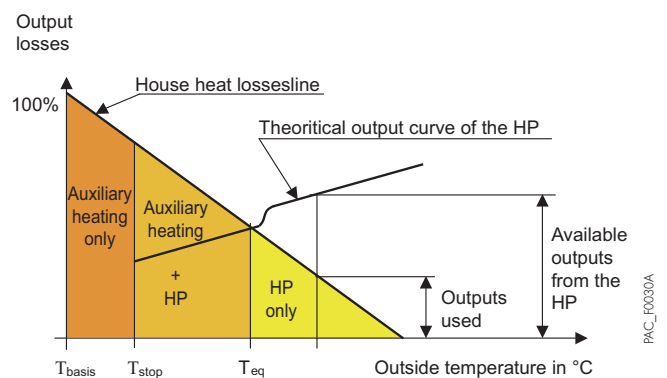 Output
losses
House heat lossesline
100%
Theoritical output curve of the HP
Auxiliary
heating
only
Auxiliary
heating
+
HP
HP
only
Outputs
used
Available
outputs
from the
HP
PAC_F0030A
Tbasis
Tstop
Teq
Outside temperature in °C